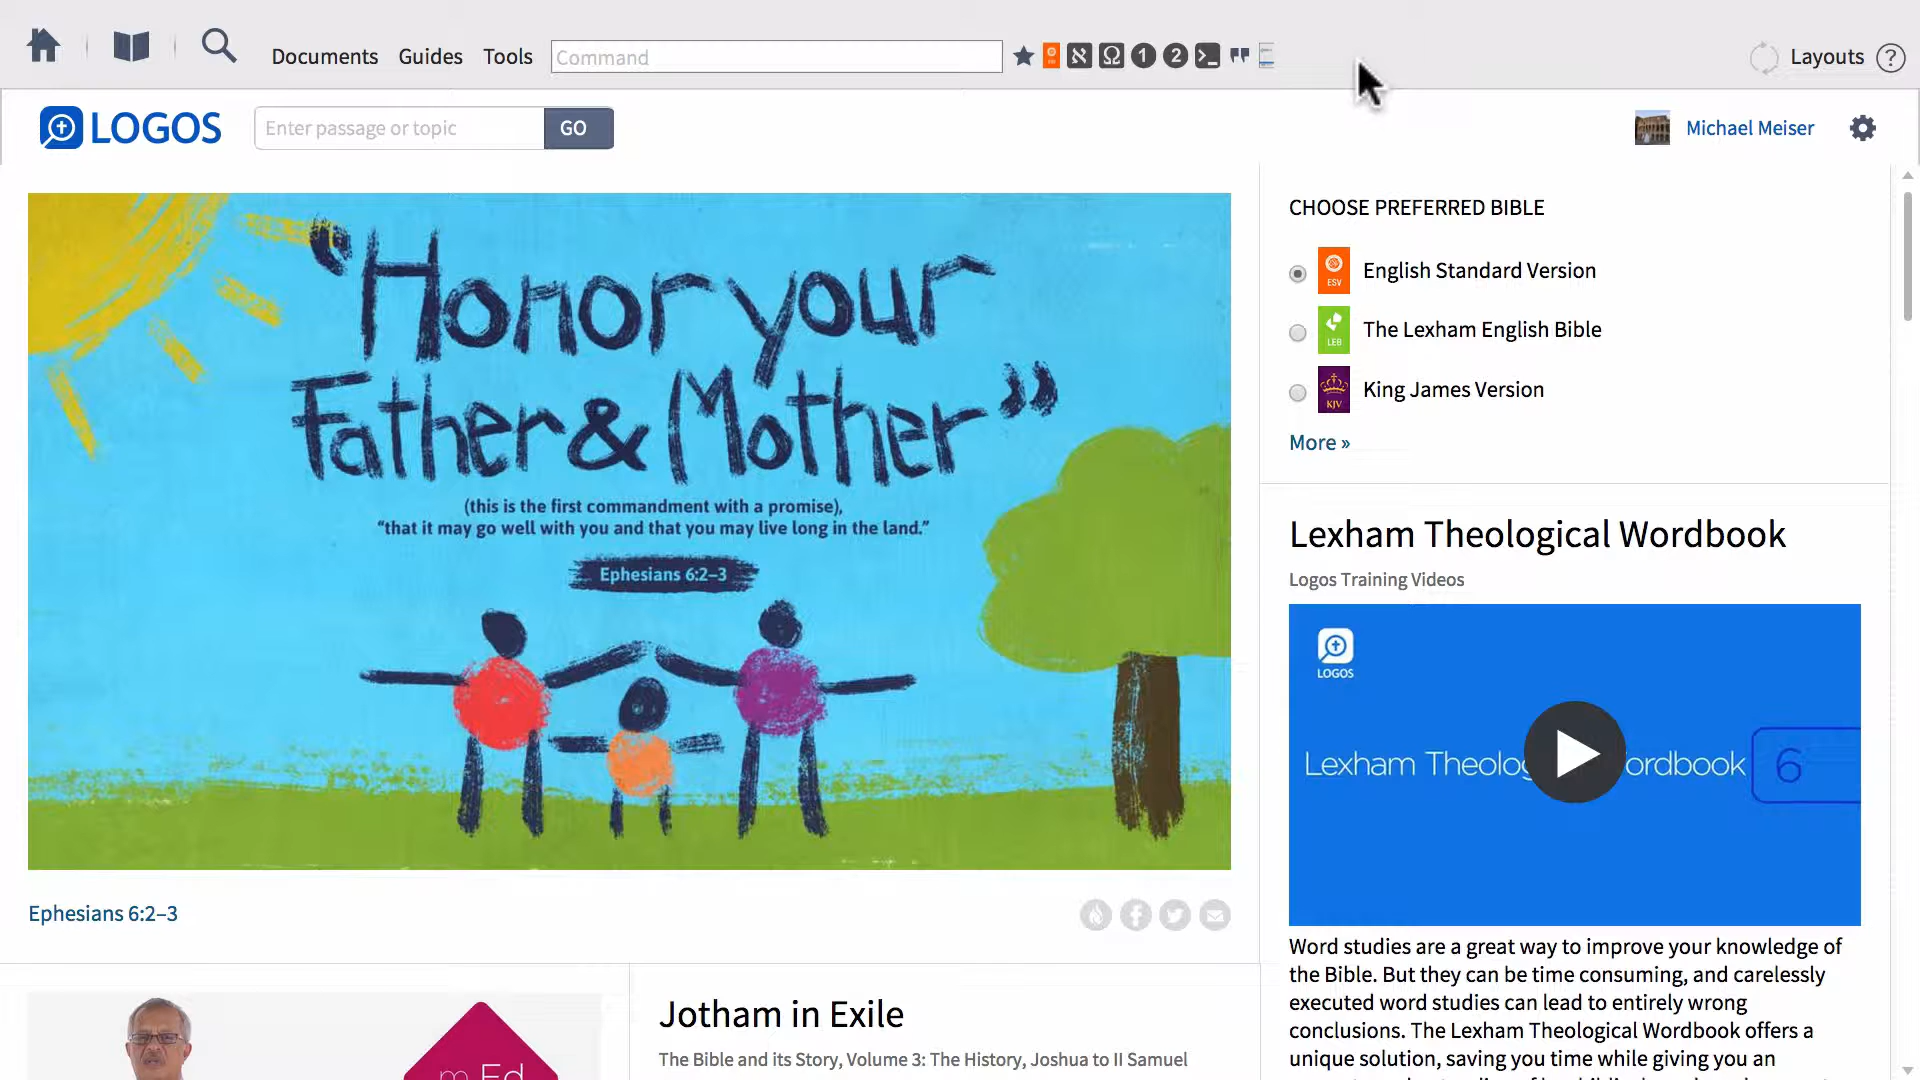 Documents Guides Tools Command Layouts ?
LOGOS Enter passage or topic GO Michael Meiser
“Honor your
Father & Mother”
(this is the first commandment with a promise),
“that it may go well with you and that you may live long in the land.”
Ephesians 6:2–3
Ephesians 6:2–3
CHOOSE PREFERRED BIBLE
ESV English Standard Version
LEB The Lexham English Bible
KJV King James Version
More »
Lexham Theological Wordbook
Logos Training Videos
LOGOS
Lexham Theolo ordbook 6
Word studies are a great way to improve your knowledge of
the Bible. But they can be time consuming, and carelessly
executed word studies can lead to entirely wrong
conclusions. The Lexham Theological Wordbook offers a
unique solution, saving you time while giving you an
Jotham in Exile
The Bible and its Story, Volume 3: The History, Joshua to II Samuel
m Ed